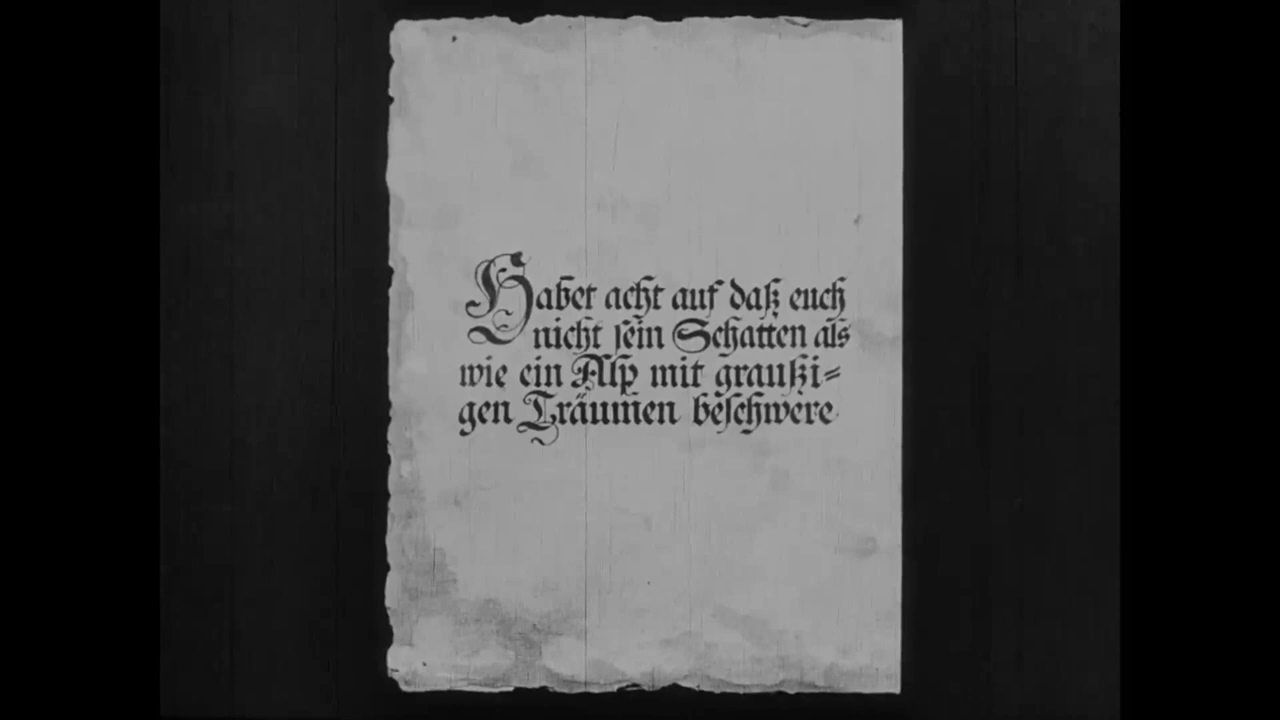 Habet acht auf daß euch
nicht sein Schatten als
wie ein Alp mit graußi=
gen Träumen beschwere